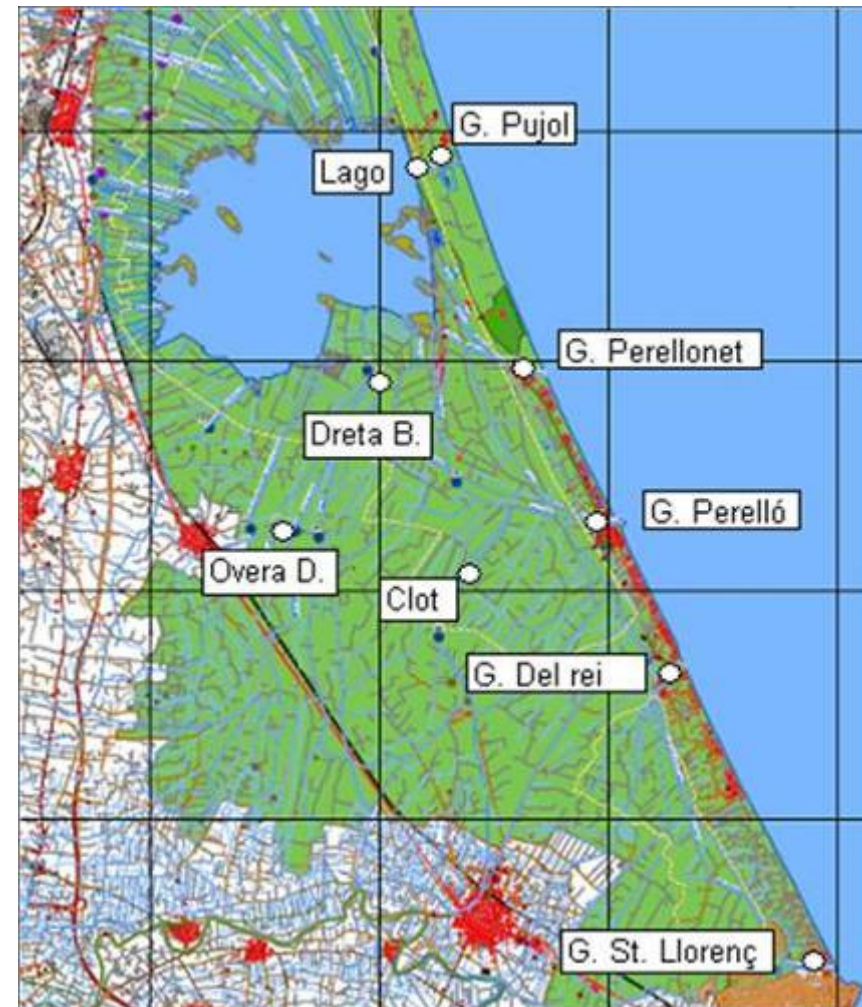 G. Pujol
Lago
G. Perellonet
Dreta B.
G. Perelló
Overa D.
Clot
G. Del rei
G. St. Llorenç